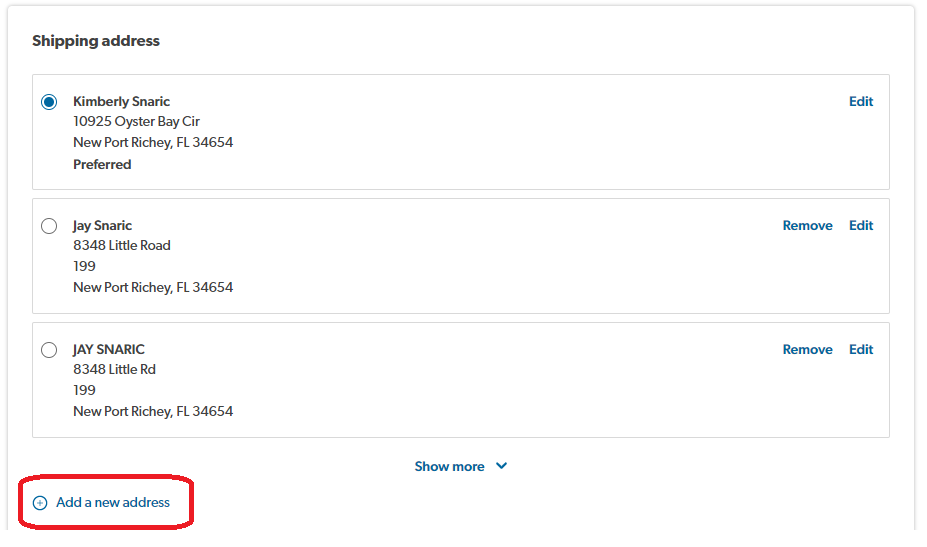 Shipping address
Kimberly Snaric
Edit
10925 Oyster Bay Cir
New Port Richey, FL 34654
Preferred
Jay Snaric
Remove Edit
8348 Little Road
199
New Port Richey, FL 34654
JAY SNARIC
Remove Edit
8348 Little Rd
199
New Port Richey, FL 34654
Show more
Add a new address